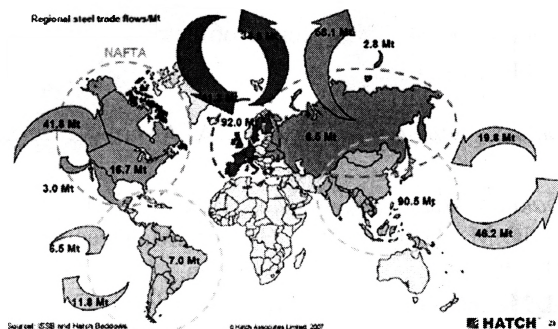 Regional steel trade flows/Mt
NAFTA
2.8 Mt
92.0 Mt
6.5 Mt
41.8 Mt
16.7 Mt
19.8 Mt
3.0 Mt
90.5 Mt
46.2 Mt
6.5 Mt
7.0 Mt
11.8 Mt
Source: ISSB and Hatch Beddows
© Hatch Associates Limited, 2007
HATCH